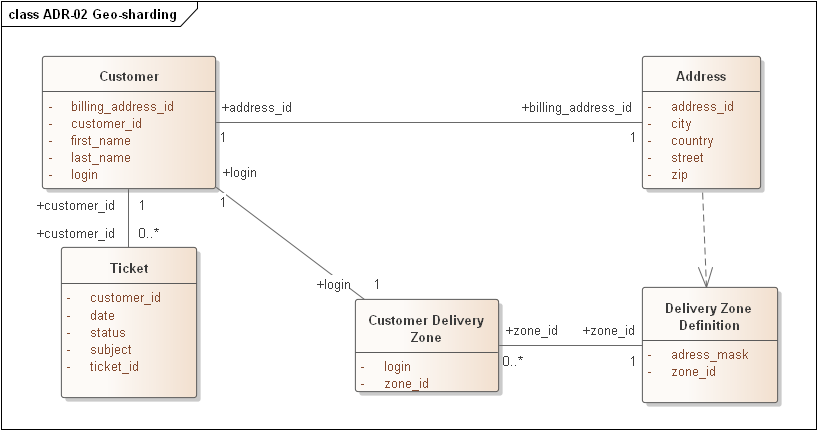 class ADR-02 Geo-sharding
Customer
- billing_address_id
- customer_id
- first_name
- last_name
- login
+address_id
1
+billing_address_id
1
Address
- address_id
- city
- country
- street
- zip
+login
1
+customer_id 1
+customer_id 0..*
Ticket
- customer_id
- date
- status
- subject
- ticket_id
+login 1
Customer Delivery
Zone
- login
- zone_id
+zone_id
0..*
+zone_id
1
Delivery Zone
Definition
- adress_mask
- zone_id